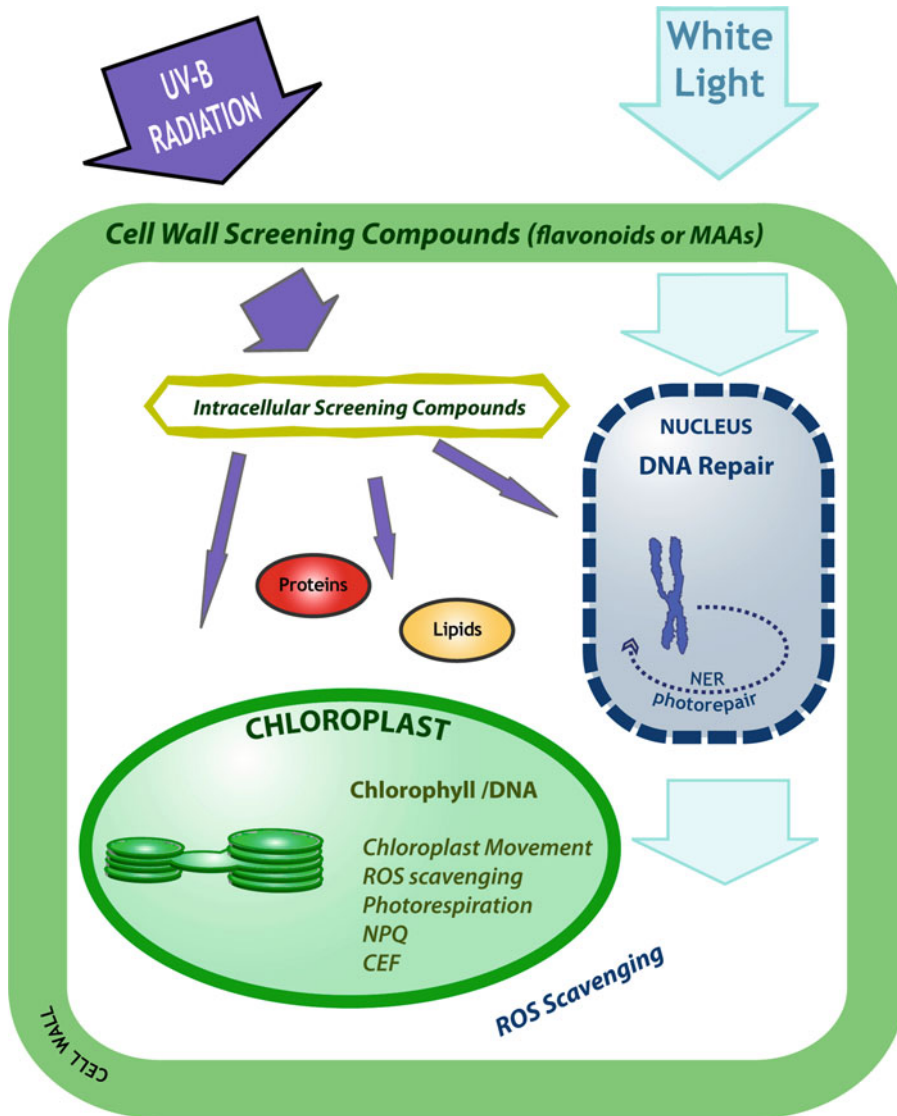 UV-B
RADIATION
White
Light
Cell Wall Screening Compounds (flavonoids or MAAs)
Intracellular Screening Compounds
NUCLEUS
DNA Repair
Proteins
Lipids
NER
photorepair
CHLOROPLAST
Chlorophyll /DNA
Chloroplast Movement
ROS scavenging
Photorespiration
NPQ
CEF
ROS Scavenging
CELL WALL